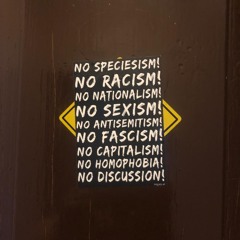 NO SPECIESISM!
NO RACISM!
NO NATIONALISM!
NO SEXISM!
NO ANTISEMITISM!
NO FASCISM!
NO CAPITALISM!
NO HOMOPHOBIA!
NO DISCUSSION!